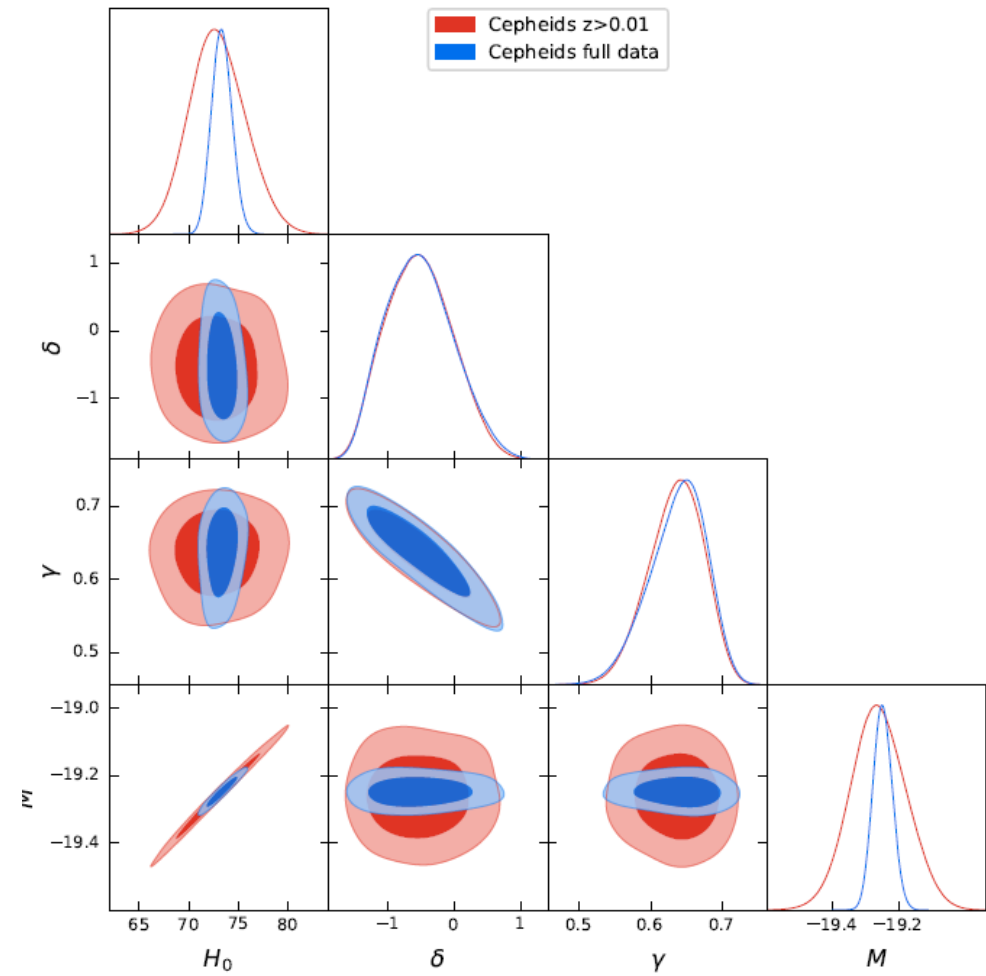 Cepheids z>0.01
Cepheids full data
1
0
−1
δ
0.7
0.6
0.5
γ
−19.0
−19.2
−19.4
M
65 70 75 80
−1 0 1
0.5 0.6 0.7
−19.4 −19.2
H₀ δ γ M